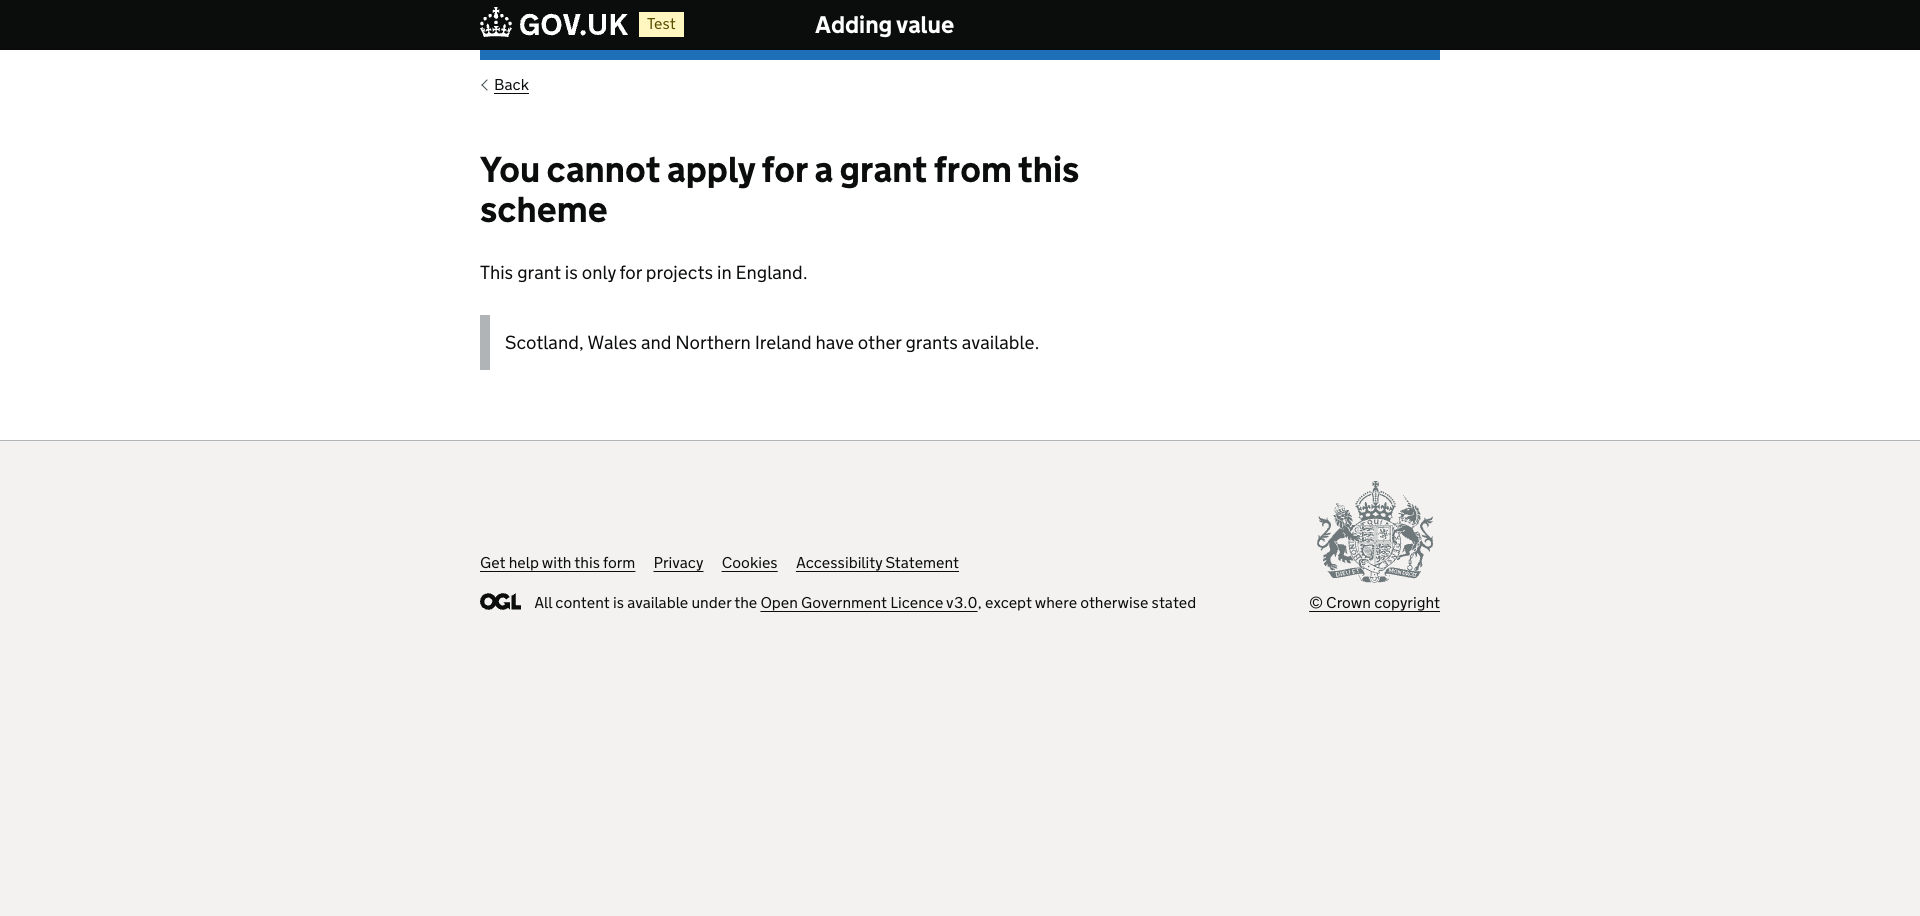 GOV.UK Test Adding value
Back
You cannot apply for a grant from this
scheme
This grant is only for projects in England.
Scotland, Wales and Northern Ireland have other grants available.
Get help with this form Privacy Cookies Accessibility Statement
OGL All content is available under the Open Government Licence v3.0, except where otherwise stated
© Crown copyright